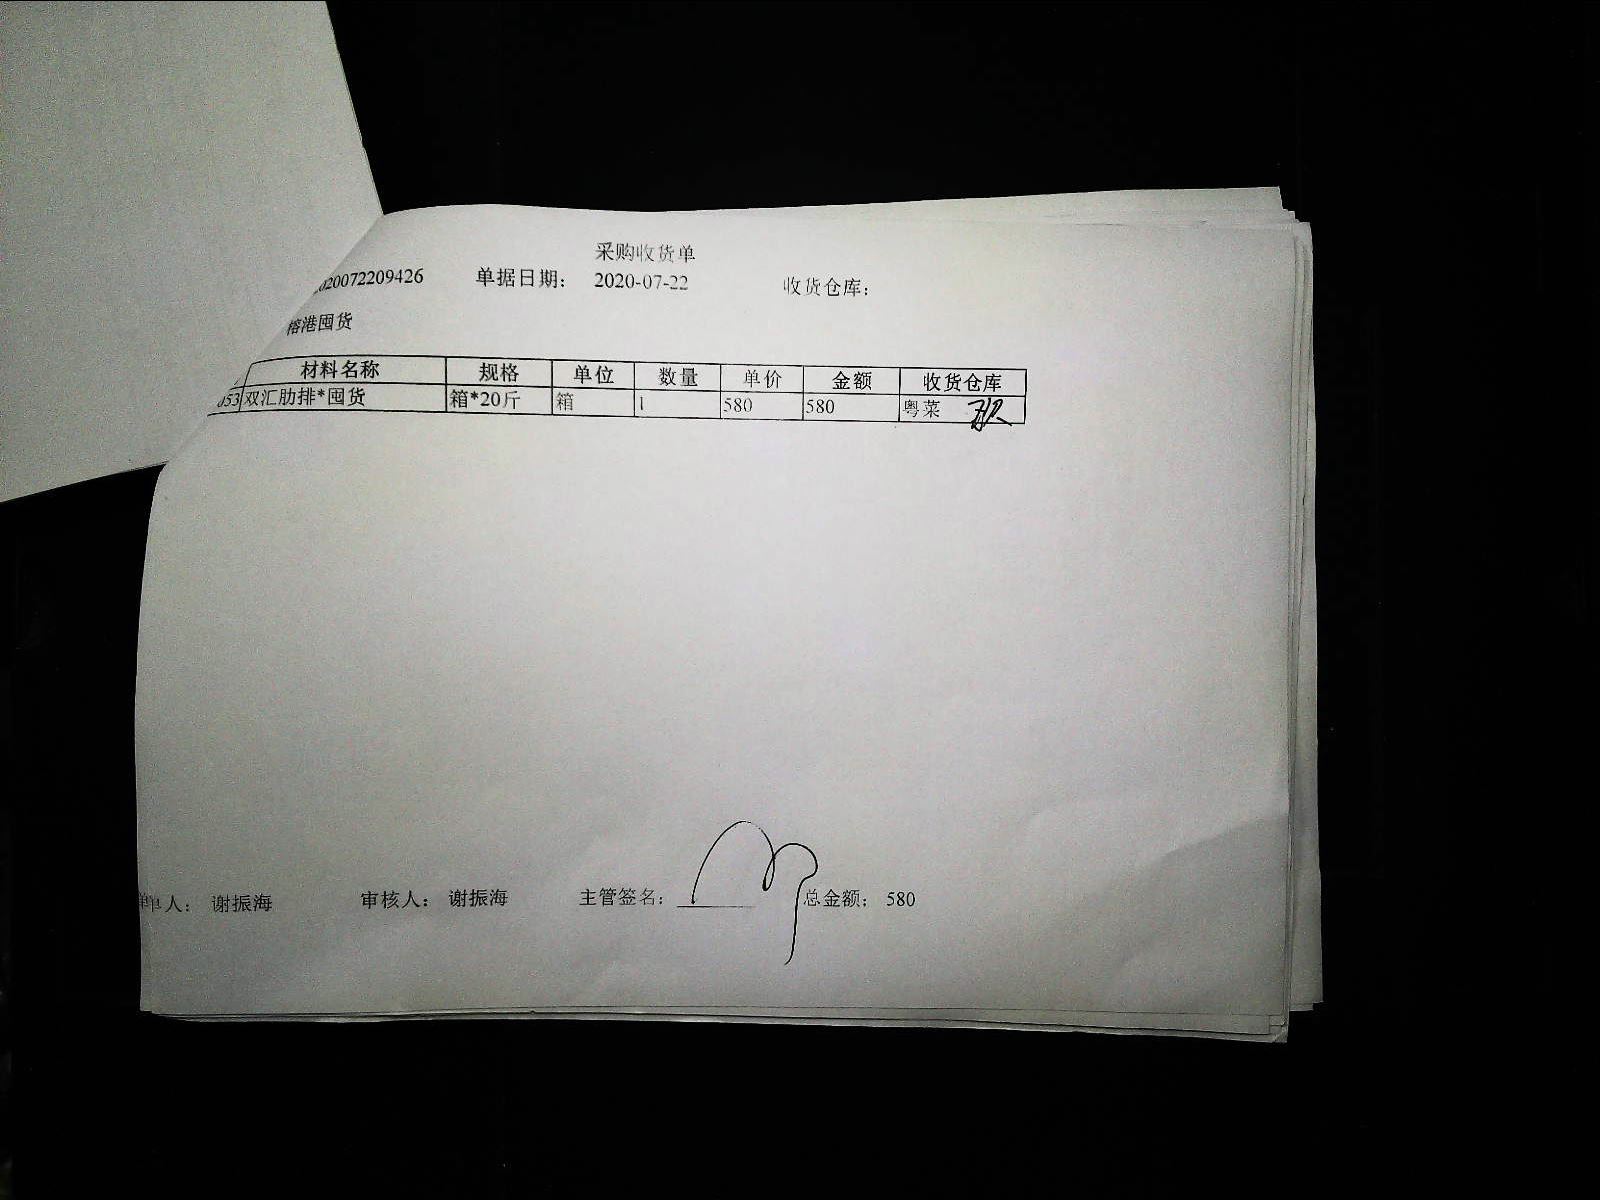 采购收货单
020072209426 单据日期： 2020-07-22 收货仓库：
榕港囤货
材料名称 规格 单位 数量 单价 金额 收货仓库
053 双汇肋排*囤货 箱*20斤 箱 1 580 580 粤菜
单人： 谢振海 审核人： 谢振海 主管签名： 总金额： 580